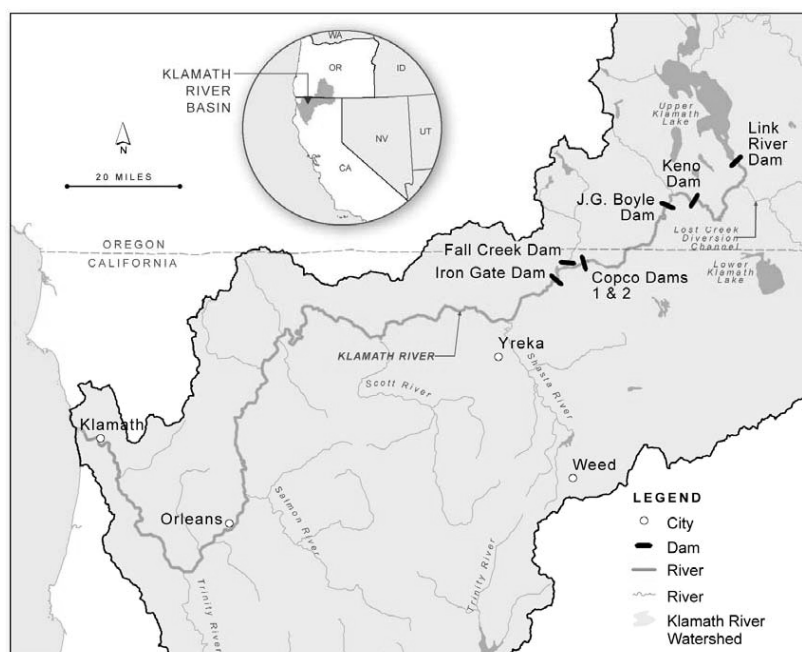 WA
OR
ID
KLAMATH
RIVER
BASIN
NV
UT
CA
N
20 MILES
Upper
Klamath
Lake
Link
River
Dam
Keno
Dam
J.G. Boyle
Dam
Lost Creek
Diversion
Channel
OREGON
CALIFORNIA
Fall Creek Dam
Iron Gate Dam
Copco Dams
1 & 2
Lower
Klamath
Lake
KLAMATH RIVER
Yreka
Shasta River
Scott River
Klamath
Weed
Orleans
Salmon River
Trinity River
Trinity River
LEGEND
City
Dam
River
River
Klamath River
Watershed